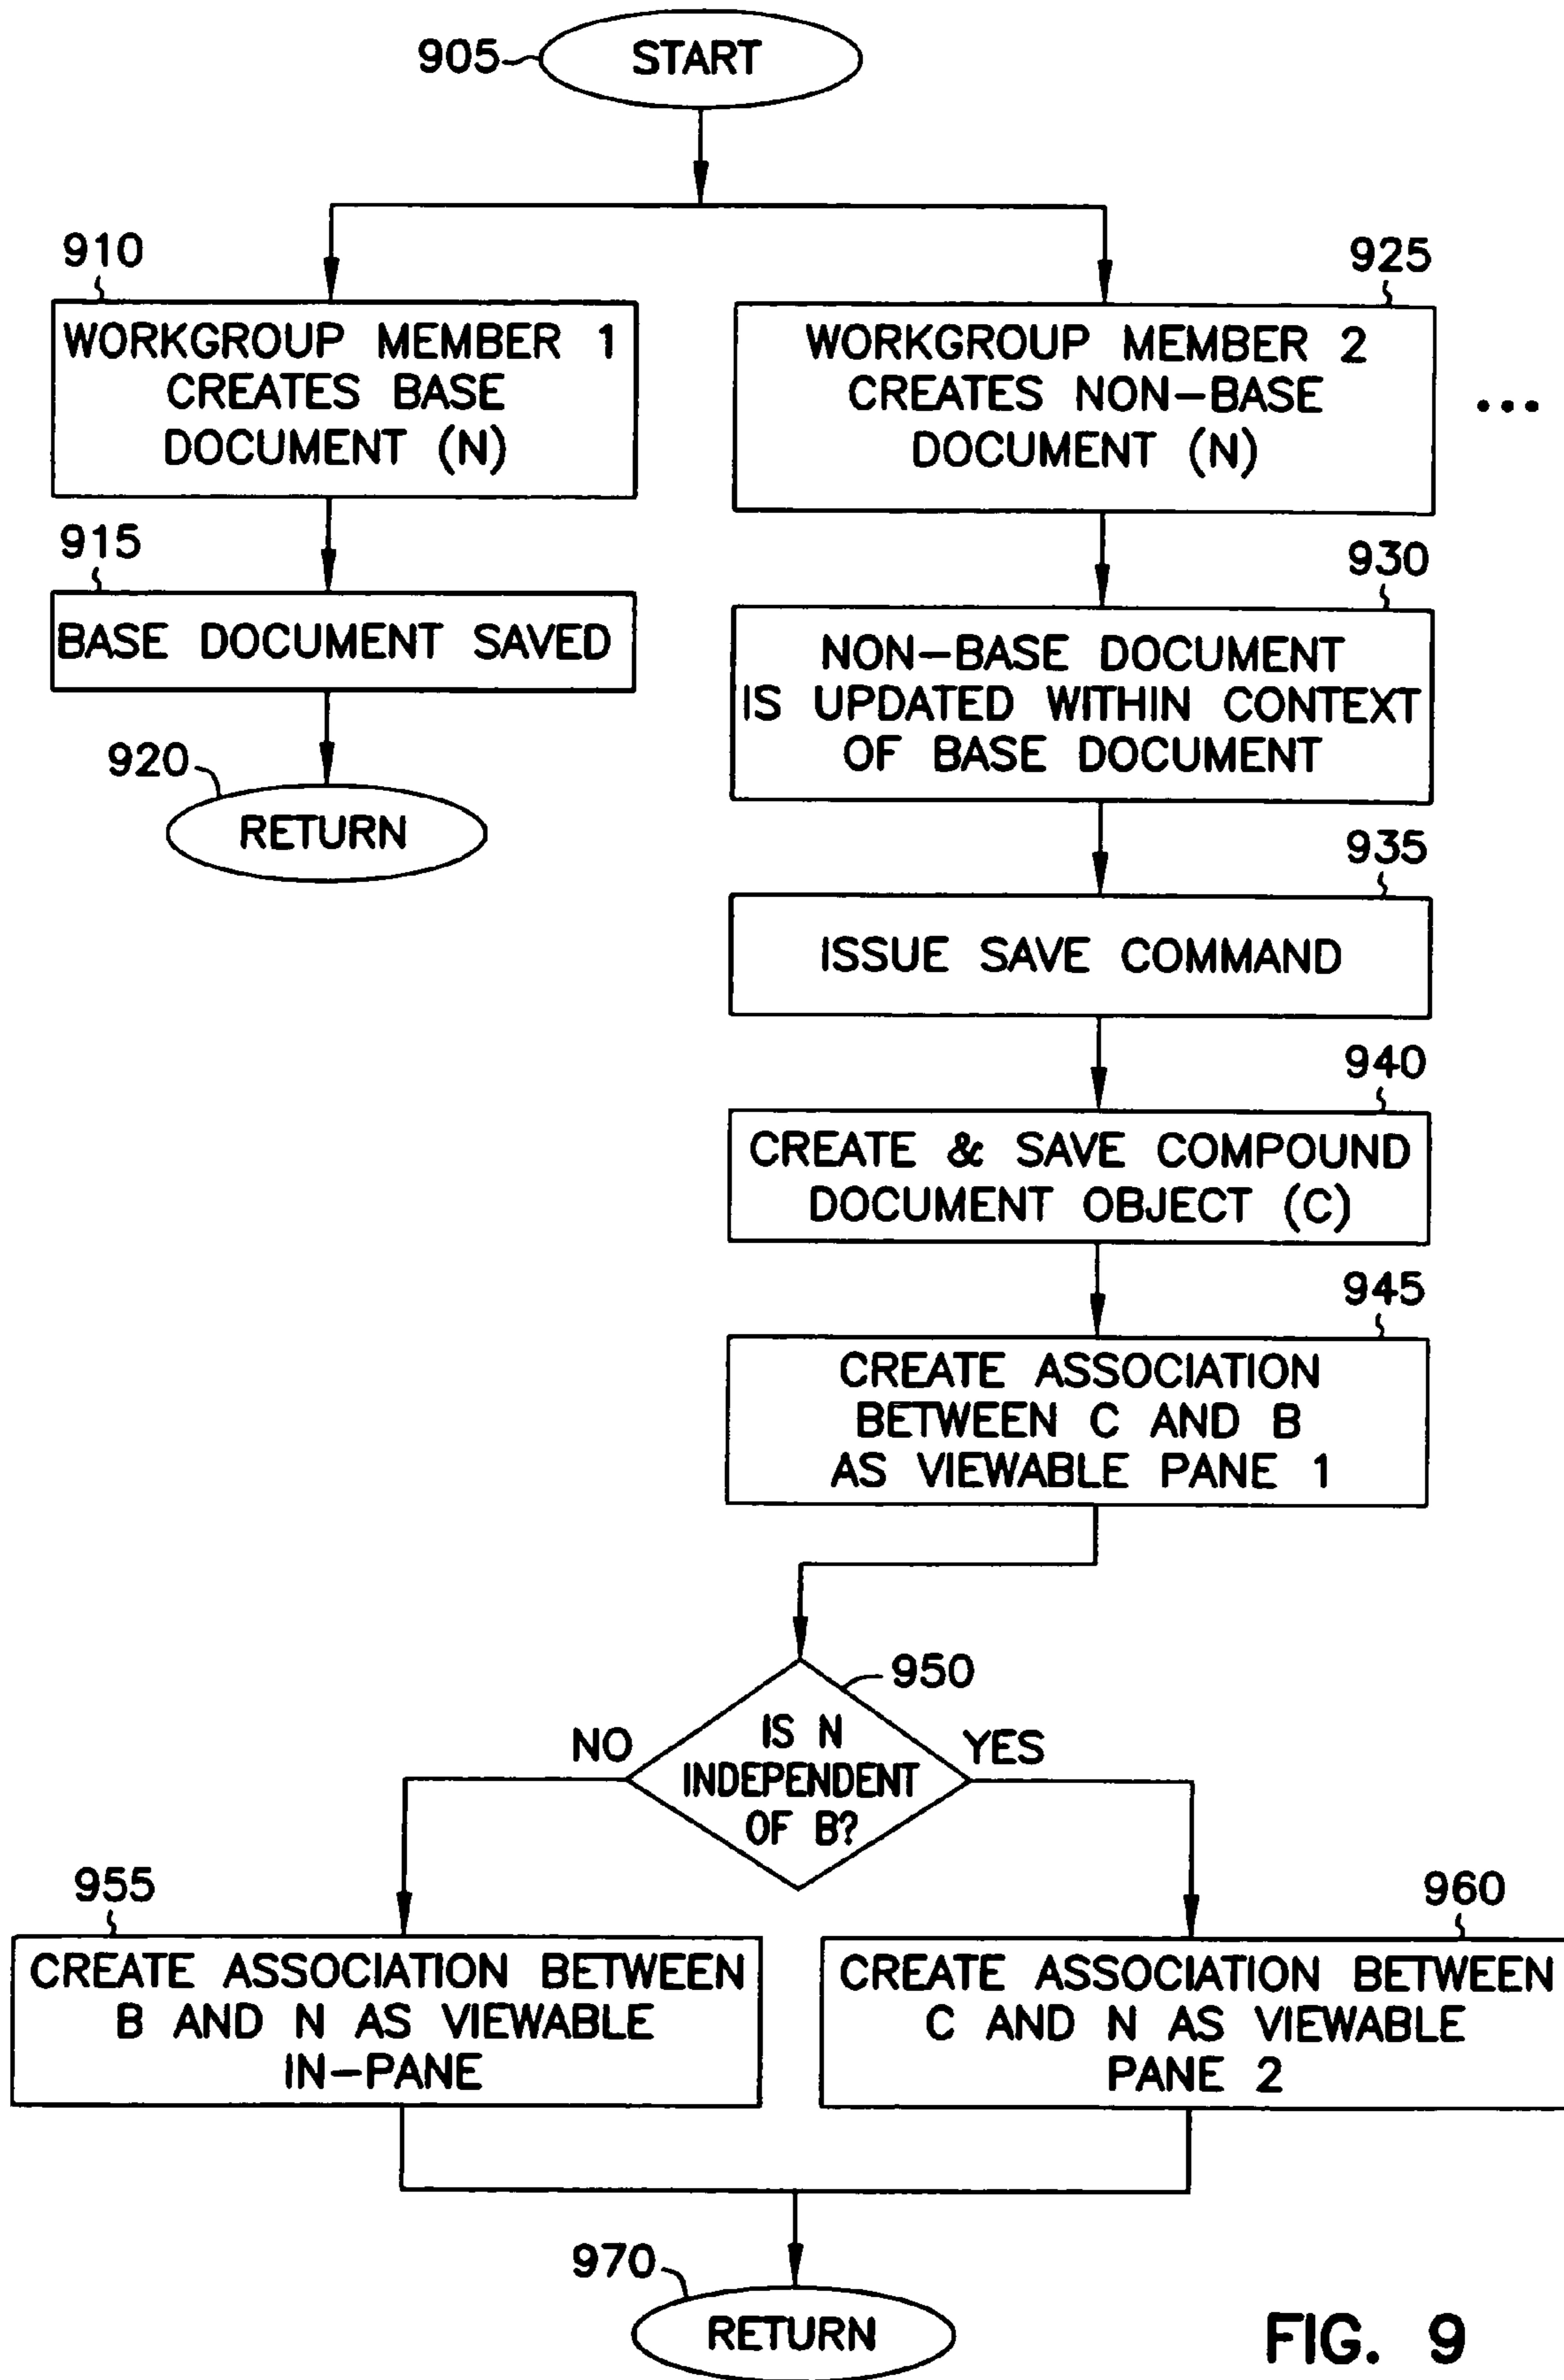 905
START
910
WORKGROUP MEMBER 1
CREATES BASE
DOCUMENT (N)
915
BASE DOCUMENT SAVED
920
RETURN
925
WORKGROUP MEMBER 2
CREATES NON-BASE
DOCUMENT (N)
...
930
NON-BASE DOCUMENT
IS UPDATED WITHIN CONTEXT
OF BASE DOCUMENT
935
ISSUE SAVE COMMAND
940
CREATE & SAVE COMPOUND
DOCUMENT OBJECT (C)
945
CREATE ASSOCIATION
BETWEEN C AND B
AS VIEWABLE PANE 1
950
IS N
INDEPENDENT
OF B?
NO
YES
955
CREATE ASSOCIATION BETWEEN
B AND N AS VIEWABLE
IN-PANE
960
CREATE ASSOCIATION BETWEEN
C AND N AS VIEWABLE
PANE 2
970
RETURN
FIG. 9